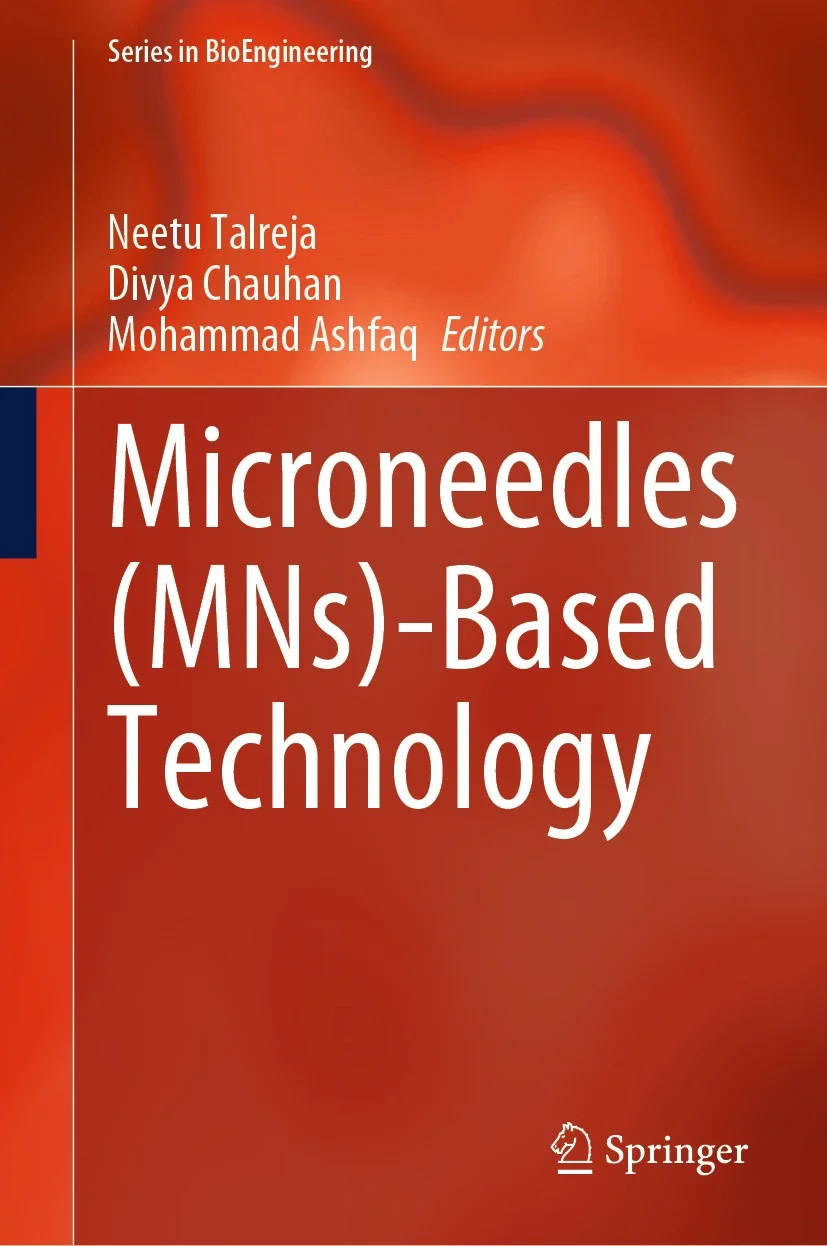 Series in BioEngineering
Neetu Talreja
Divya Chauhan
Mohammad Ashfaq Editors
Microneedles
(MNs)-Based
Technology
Springer